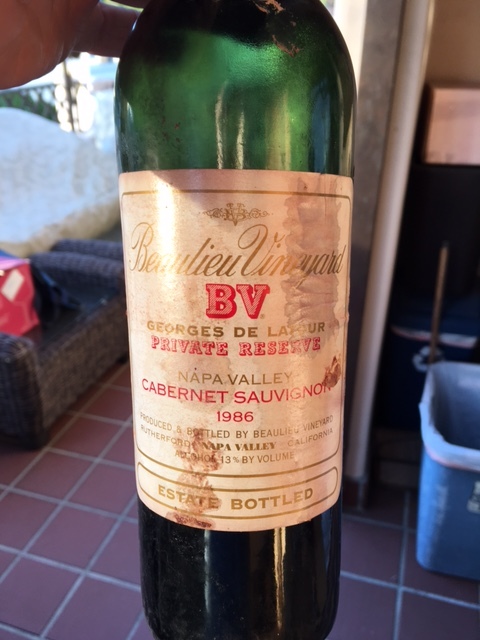 Beaulieu Vineyard
BV
GEORGES DE LATOUR
PRIVATE RESERVE
NAPA VALLEY
CABERNET SAUVIGNON
1986
PRODUCED & BOTTLED BY BEAULIEU VINEYARD
RUTHERFORD NAPA VALLEY CALIFORNIA
ALCOHOL 13% BY VOLUME
ESTATE BOTTLED